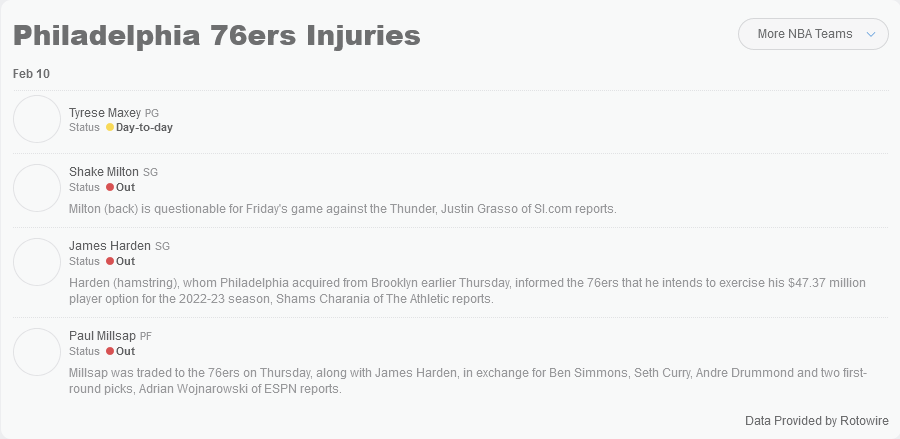 Philadelphia 76ers Injuries
More NBA Teams
Feb 10
Tyrese Maxey PG
Status Day-to-day
Shake Milton SG
Status Out
Milton (back) is questionable for Friday's game against the Thunder, Justin Grasso of SI.com reports.
James Harden SG
Status Out
Harden (hamstring), whom Philadelphia acquired from Brooklyn earlier Thursday, informed the 76ers that he intends to exercise his $47.37 million
player option for the 2022-23 season, Shams Charania of The Athletic reports.
Paul Millsap PF
Status Out
Millsap was traded to the 76ers on Thursday, along with James Harden, in exchange for Ben Simmons, Seth Curry, Andre Drummond and two first-
round picks, Adrian Wojnarowski of ESPN reports.
Data Provided by Rotowire